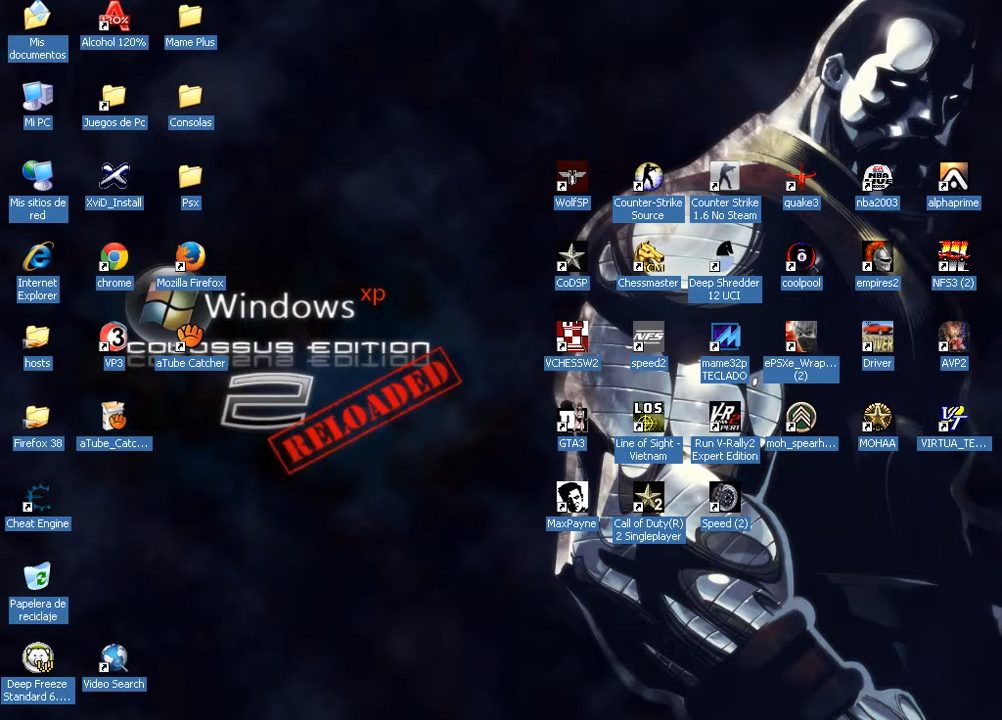 Mis
documentos
Alcohol 120%
Mame Plus
Mi PC
Juegos de Pc
Consolas
Mis sitios de
red
XviD_Install
Psx
WolfSP
Counter-Strike
Source
Counter Strike
1.6 No Steam
quake3
nba2003
alphaprime
Internet
Explorer
chrome
Mozilla Firefox
CoDSP
Chessmaster
Deep Shredder
12 UCI
coolpool
empires2
NFS3 (2)
Windows xp
COLOSSUS EDITION
2
RELOADED
hosts
VP3
aTube Catcher
VCHESSW2
speed2
mame32p
TECLADO
ePSXe_Wrap...
(2)
Driver
AVP2
Firefox 38
aTube_Catc...
GTA3
Line of Sight -
Vietnam
Run V-Rally2
Expert Edition
moh_spearh...
MOHAA
VIRTUA_TE...
Cheat Engine
MaxPayne
Call of Duty(R)
2 Singleplayer
Speed (2)
Papelera de
reciclaje
Deep Freeze
Standard 6....
Video Search